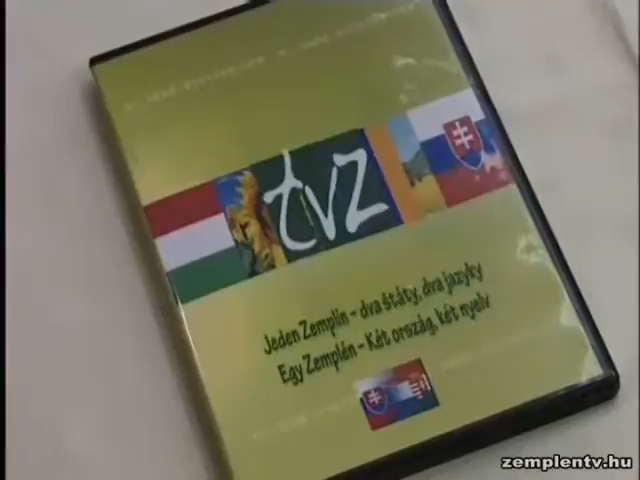 tvz
Jeden Zemplín - dva štáty, dva jazyky
Egy Zemplén - Két ország, két nyelv
zemplentv.hu